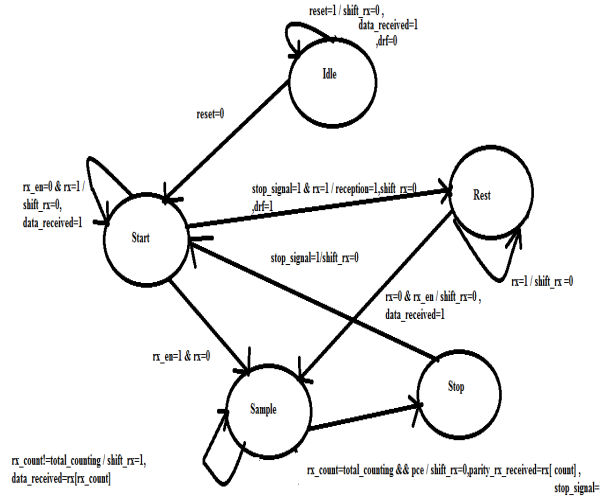 reset=1 / shift_rx=0 ,
data_received=1
,drf=0
Idle
reset=0
rx_en=0 & rx=1 /
shift_rx=0,
data_received=1
stop_signal=1 & rx=1 / reception=1,shift_rx=0
,drf=1
Rest
Start
stop_signal=1/shift_rx=0
rx=1 / shift_rx =0
rx=0 & rx_en / shift_rx=0 ,
data_received=1
rx_en=1 & rx=0
Stop
Sample
rx_count!=total_counting / shift_rx=1,
data_received=rx[rx_count]
rx_count=total_counting && pce / shift_rx=0,parity_rx_received=rx[ count] ,
stop_signal=